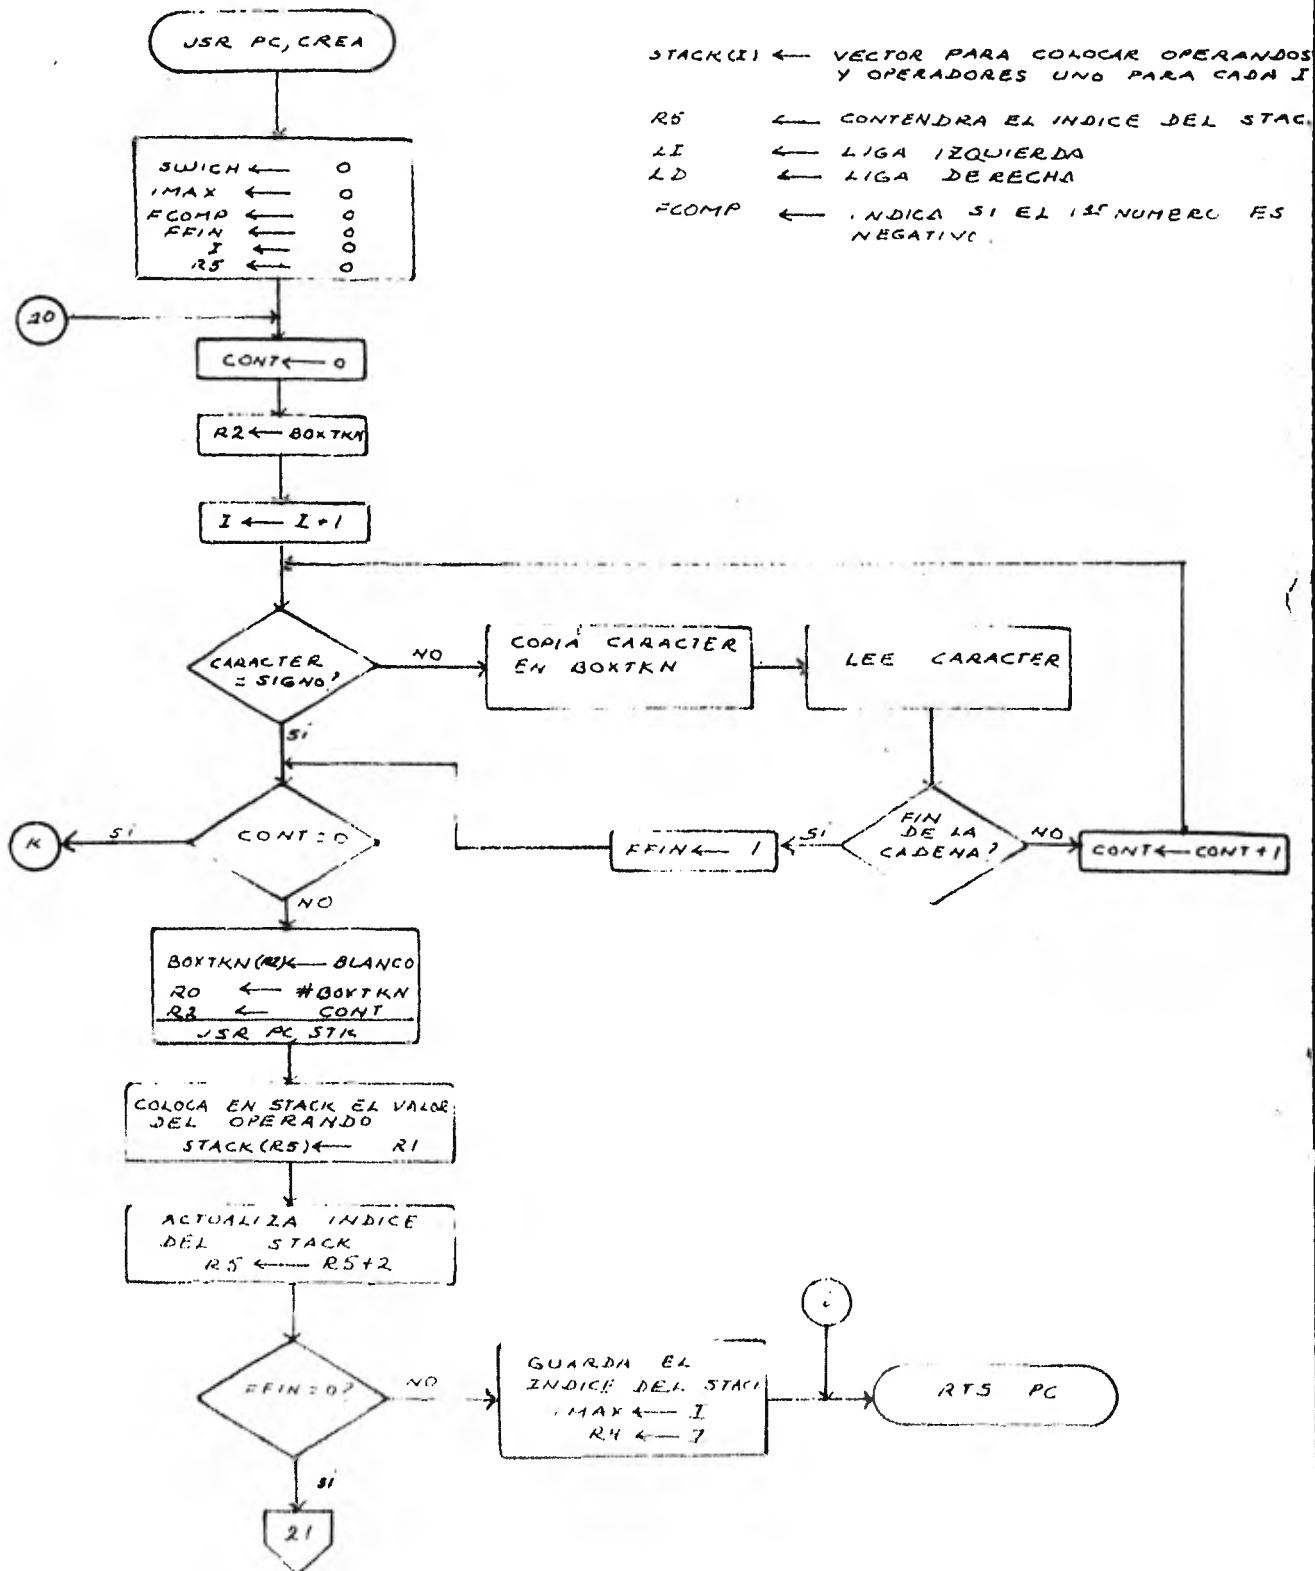 JSR PC, CREA
STACK(I) ← VECTOR PARA COLOCAR OPERANDOS
Y OPERADORES UNO PARA CADA I
R5 ← CONTENDRA EL INDICE DEL STAC
LI ← LIGA IZQUIERDA
LD ← LIGA DERECHA
FCOMP ← INDICA SI EL NUMERO ES
NEGATIVO.
SWICH ← 0
IMAX ← 0
FCOMP ← 0
FFIN ← 0
I ← 0
R5 ← 0
20
CONT ← 0
R2 ← BOXTKN
I ← I+1
CARACTER
= SIGNO?
NO
COPIA CARACTER
EN BOXTKN
LEE CARACTER
SI
K
SI
CONT = 0
FFIN ← 1
SI
FIN
DE LA
CADENA?
NO
CONT ← CONT+1
NO
BOXTKN(R2) ← BLANCO
R0 ← #BOXTKN
R2 ← CONT
JSR PC STK
COLOCA EN STACK EL VALOR
DEL OPERANDO
STACK(R5) ← R1
ACTUALIZA INDICE
DEL STACK
R5 ← R5+2
i
FFIN = 0?
NO
GUARDA EL
INDICE DEL STAC
IMAX ← I
R4 ← 7
RTS PC
SI
21